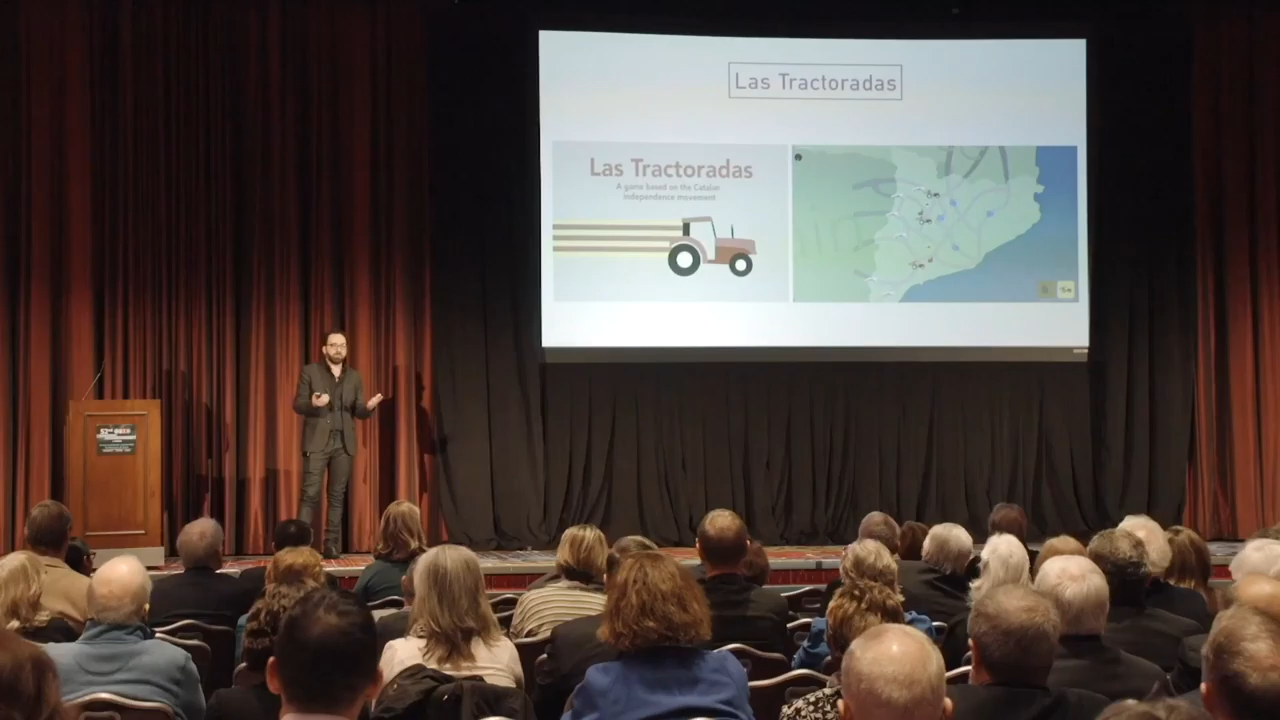 Las Tractoradas
Las Tractoradas
A game based on the Catalan
independence movement